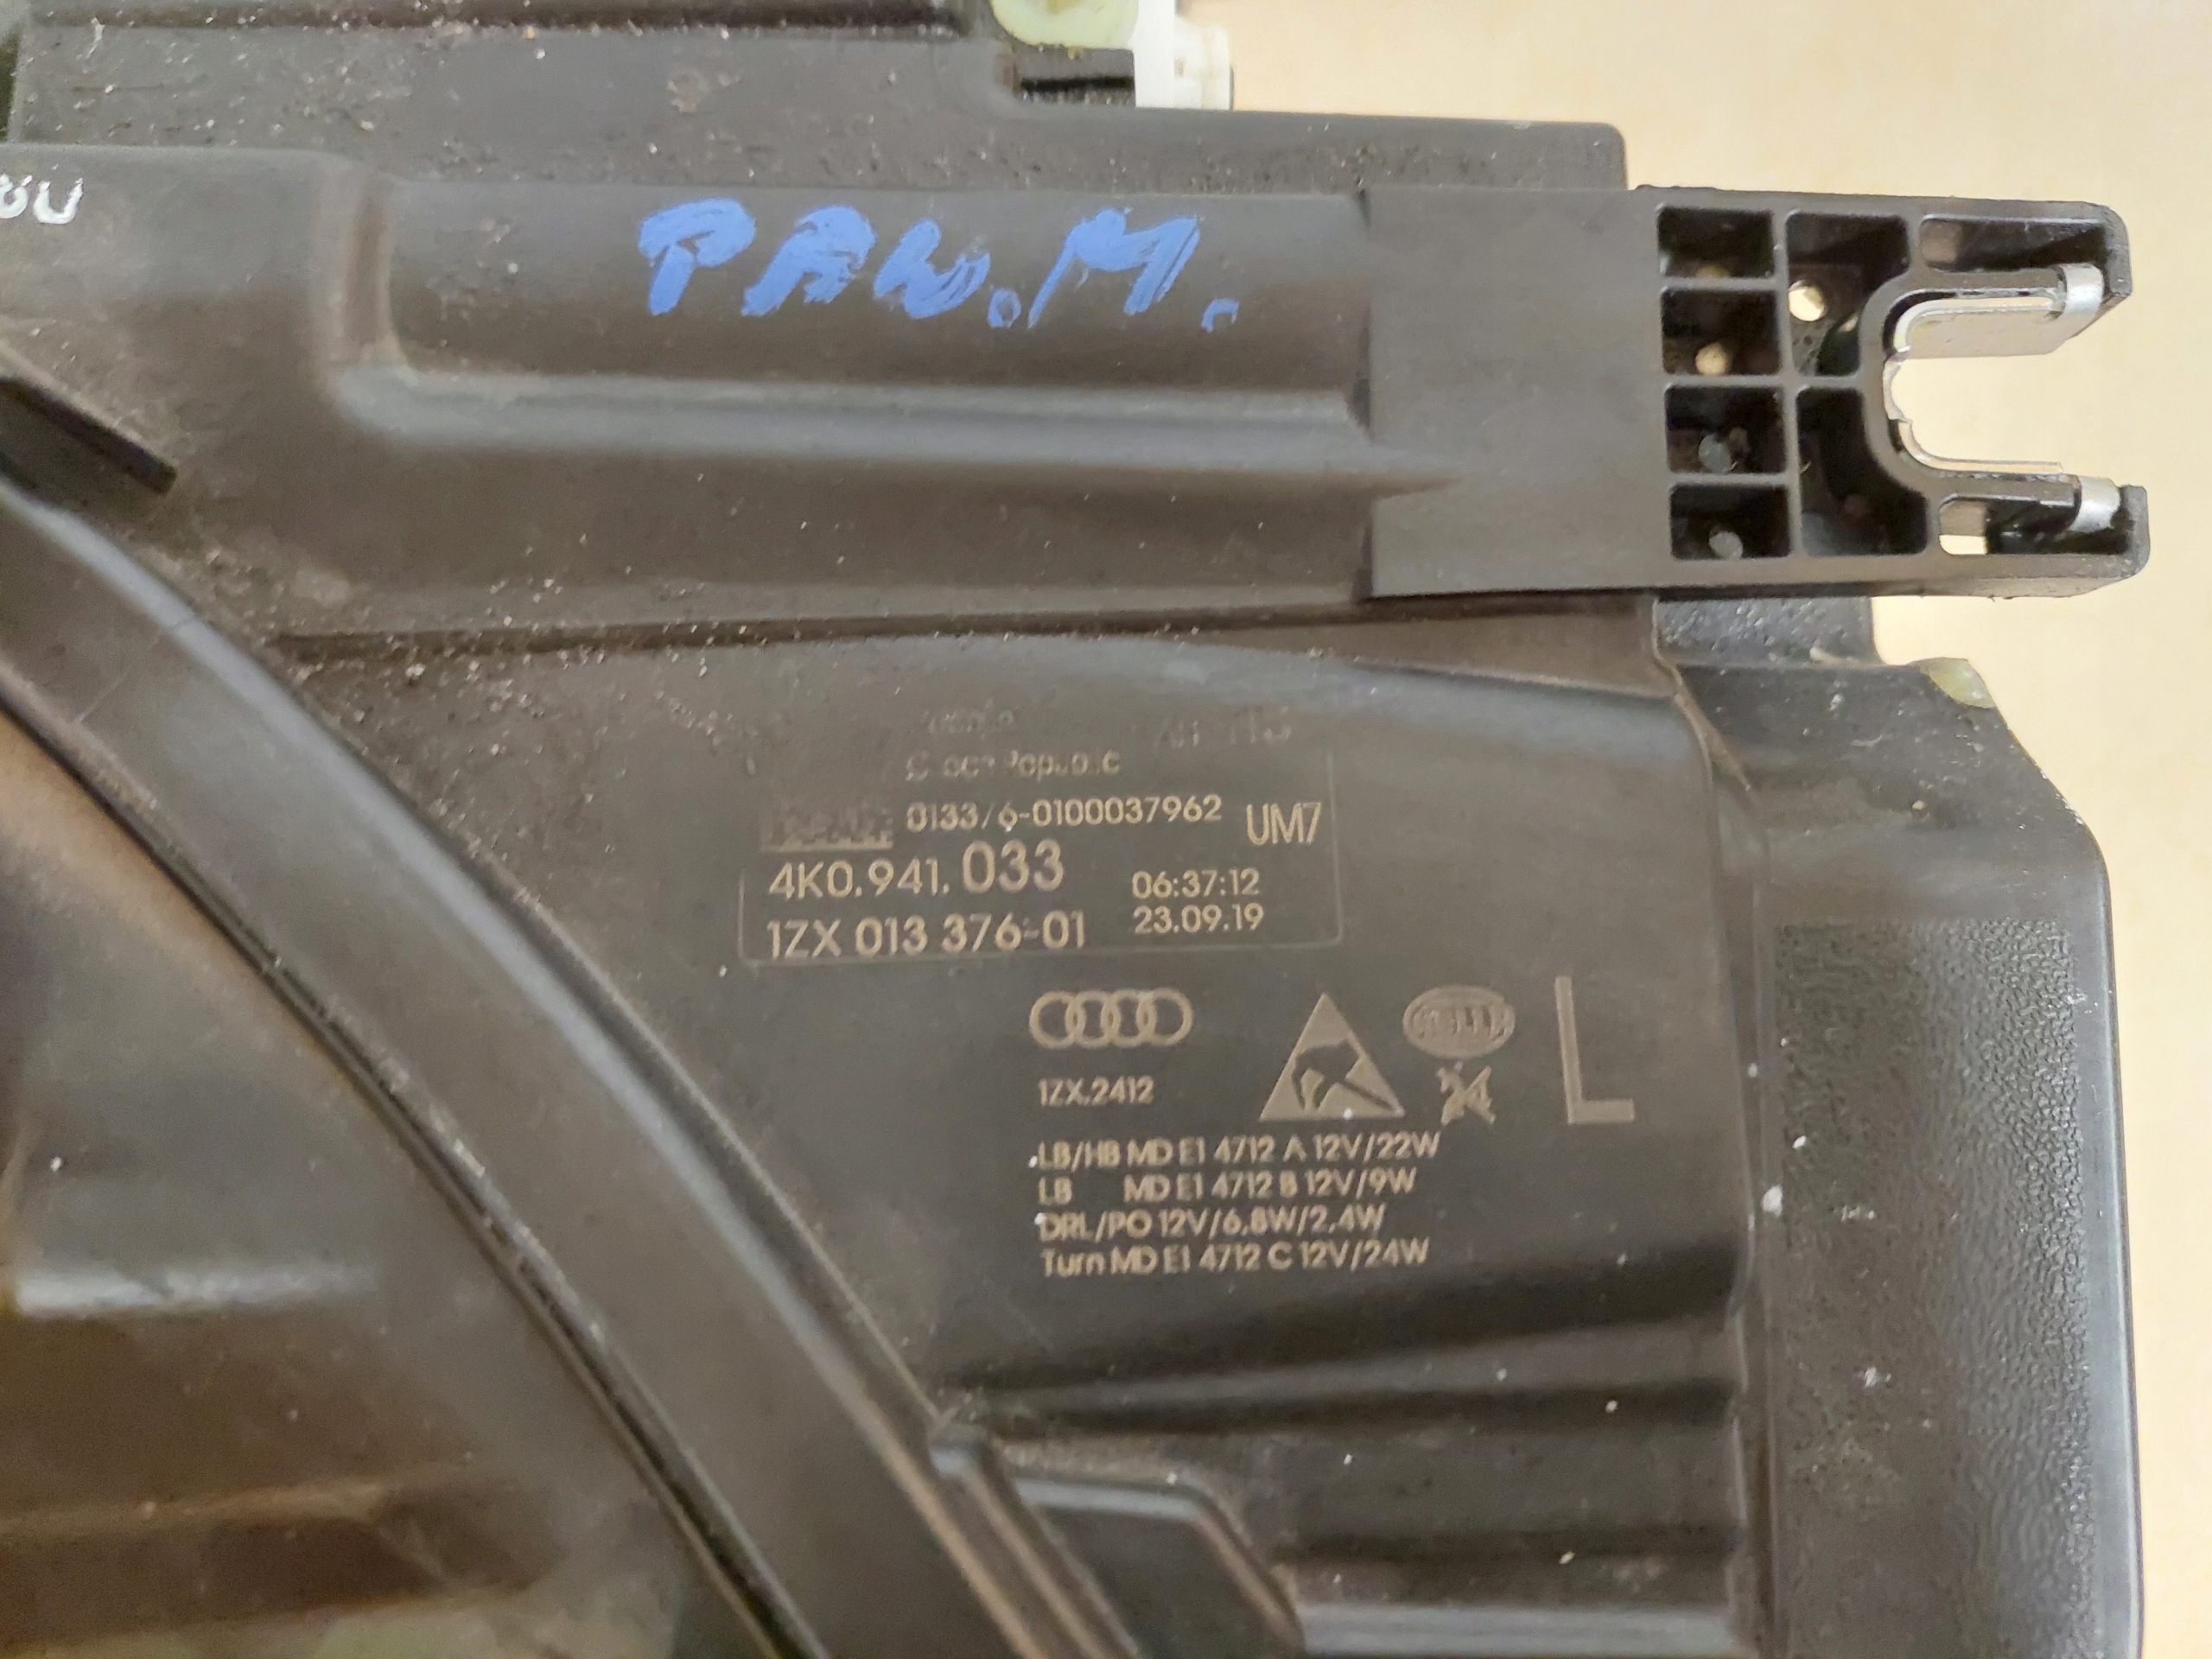 PAW.M.
0133/6-0100037962 UM7
4K0.941.033 06:37:12
1ZX 013 376-01 23.09.19
HELLA L
1ZX.2412
LB/HB MD E1 4712 A 12V/22W
LB MD E1 4712 B 12V/9W
DRL/PO 12V/6,8W/2,4W
Turn MD E1 4712 C 12V/24W